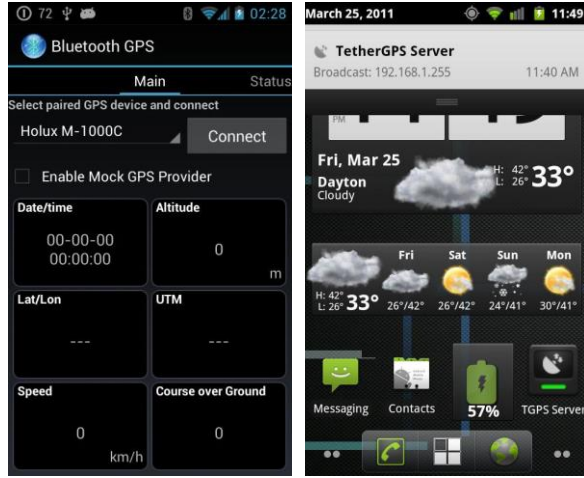 72
02:28
Bluetooth GPS
Main
Status
Select paired GPS device and connect
Holux M-1000C
Connect
Enable Mock GPS Provider
Date/time
00-00-00
00:00:00
Altitude
0
m
Lat/Lon
---
UTM
---
Speed
0
km/h
Course over Ground
0
March 25, 2011
11:49
TetherGPS Server
Broadcast: 192.168.1.255
11:40 AM
PM
Fri, Mar 25
Dayton
Cloudy
H: 42°
L: 26°
33°
Fri
Sat
Sun
Mon
H: 42°
L: 26°
33°
26°/42°
26°/42°
24°/41°
30°/41°
Messaging
Contacts
57%
TGPS Server